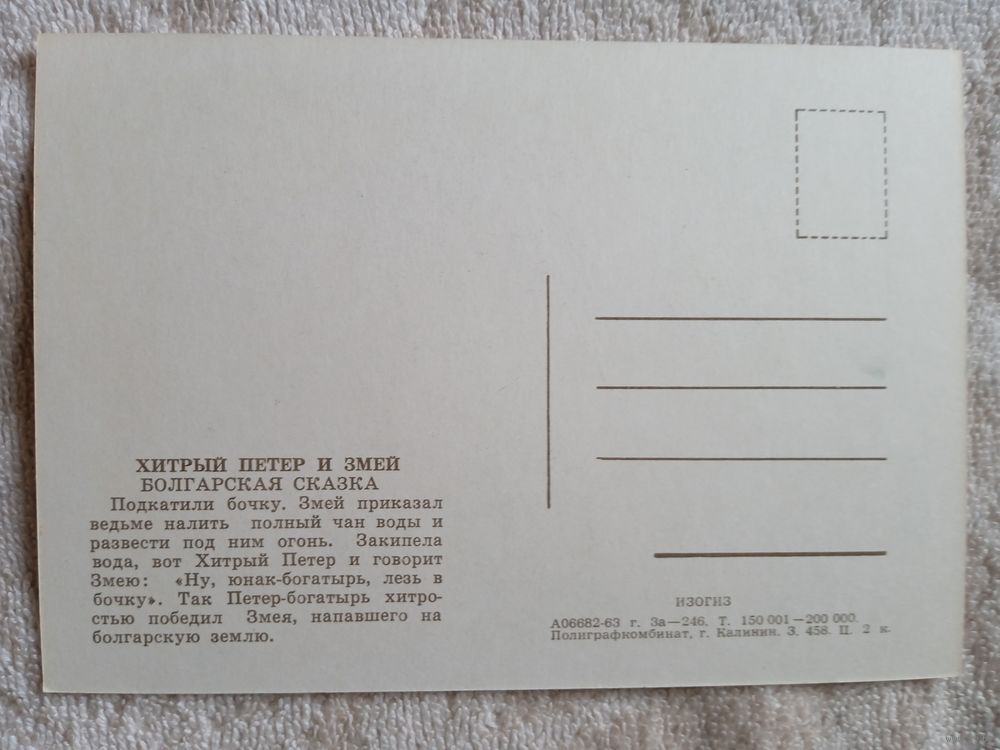 ХИТРЫЙ ПЕТЕР И ЗМЕЙ
БОЛГАРСКАЯ СКАЗКА
Подкатили бочку. Змей приказал
ведьме налить полный чан воды и
развести под ним огонь. Закипела
вода, вот Хитрый Петер и говорит
Змею: «Ну, юнак-богатырь, лезь в
бочку». Так Петер-богатырь хитро-
стью победил Змея, напавшего на
болгарскую землю.
ИЗОГИЗ
А06682-63 г. За—246. Т. 150 001—200 000.
Полиграфкомбинат, г. Калинин. З. 458. Ц. 2 к.